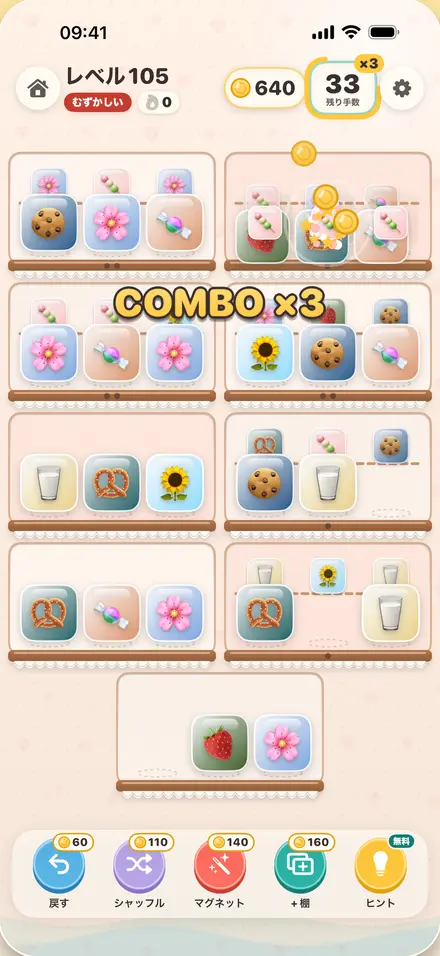 09:41
レベル105
むずかしい
0
640
×3
33
残り手数
COMBO ×3
60
110
140
160
無料
戻す
シャッフル
マグネット
+棚
ヒント